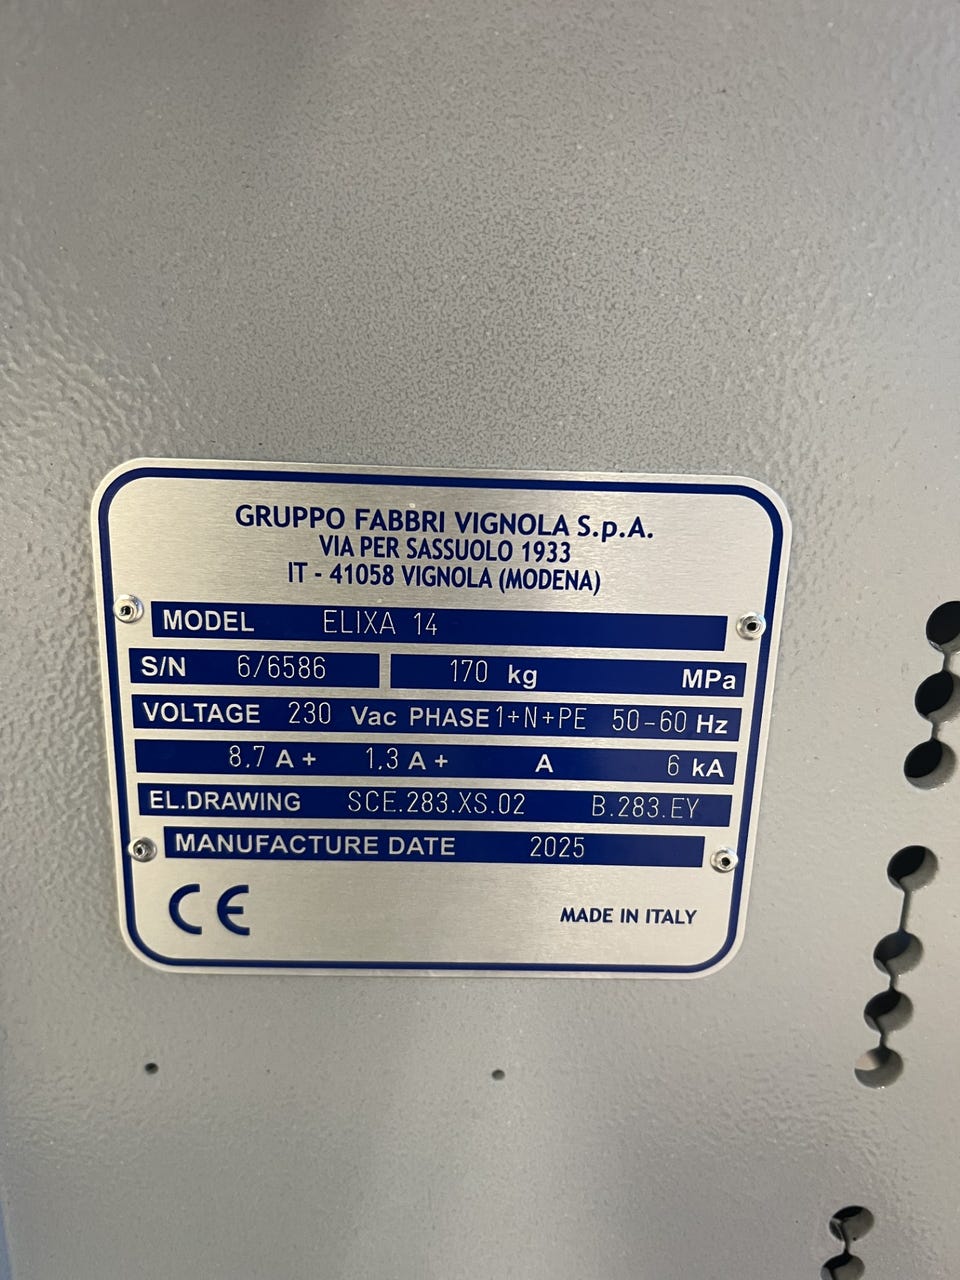 GRUPPO FABBRI VIGNOLA S.p.A.
VIA PER SASSUOLO 1933
IT - 41058 VIGNOLA (MODENA)
MODEL ELIXA 14
S/N 6/6586 170 kg MPa
VOLTAGE 230 Vac PHASE 1+N+PE 50-60 Hz
8,7 A + 1,3 A + A 6 kA
EL.DRAWING SCE.283.XS.02 B.283.EY
MANUFACTURE DATE 2025
CE MADE IN ITALY